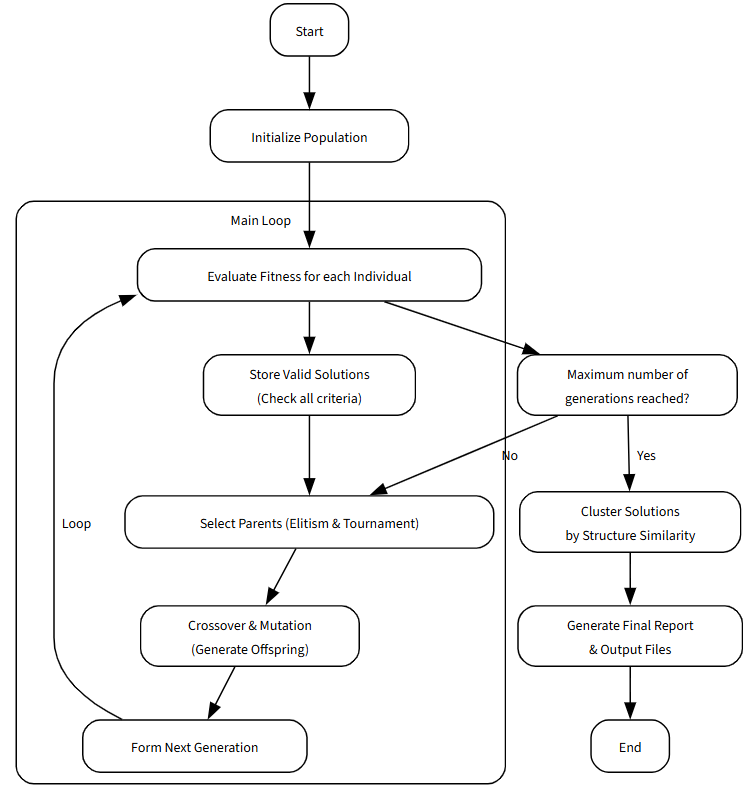 Start
Initialize Population
Main Loop
Evaluate Fitness for each Individual
Store Valid Solutions
(Check all criteria)
Maximum number of
generations reached?
No
Yes
Select Parents (Elitism & Tournament)
Cluster Solutions
by Structure Similarity
Loop
Crossover & Mutation
(Generate Offspring)
Generate Final Report
& Output Files
Form Next Generation
End